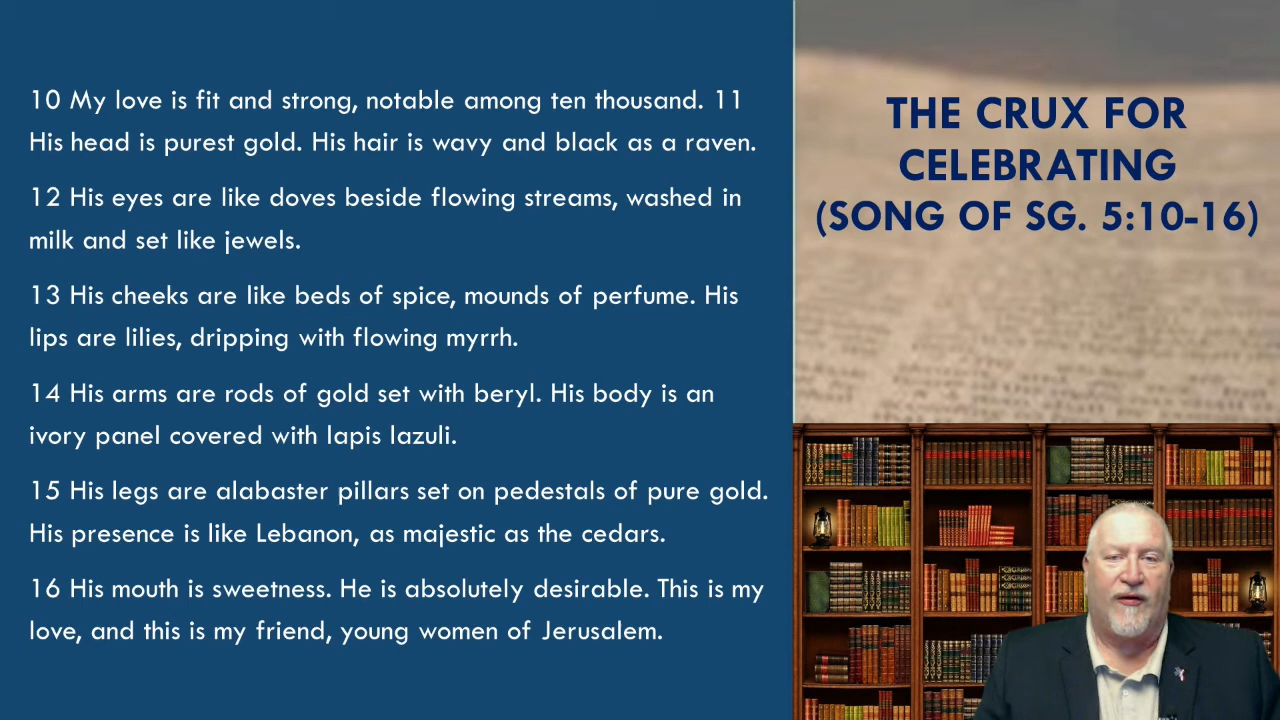 10 My love is fit and strong, notable among ten thousand. 11
His head is purest gold. His hair is wavy and black as a raven.
12 His eyes are like doves beside flowing streams, washed in
milk and set like jewels.
13 His cheeks are like beds of spice, mounds of perfume. His
lips are lilies, dripping with flowing myrrh.
14 His arms are rods of gold set with beryl. His body is an
ivory panel covered with lapis lazuli.
15 His legs are alabaster pillars set on pedestals of pure gold.
His presence is like Lebanon, as majestic as the cedars.
16 His mouth is sweetness. He is absolutely desirable. This is my
love, and this is my friend, young women of Jerusalem.
THE CRUX FOR
CELEBRATING
(SONG OF SG. 5:10-16)